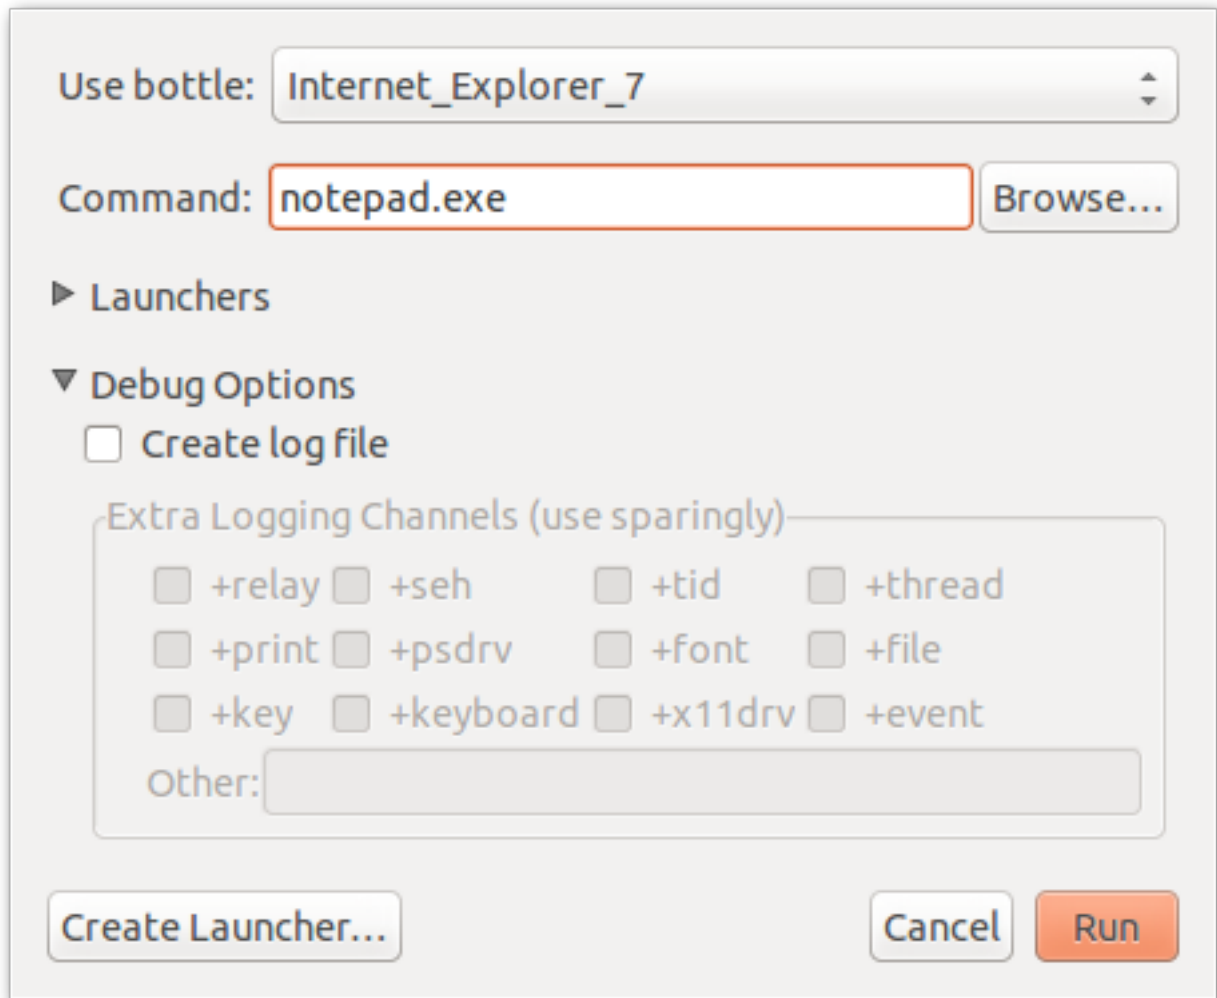 Use bottle: Internet_Explorer_7
Command: notepad.exe Browse...
Launchers
Debug Options
Create log file
Extra Logging Channels (use sparingly)
+relay +seh +tid +thread
+print +psdrv +font +file
+key +keyboard +x11drv +event
Other:
Create Launcher... Cancel Run